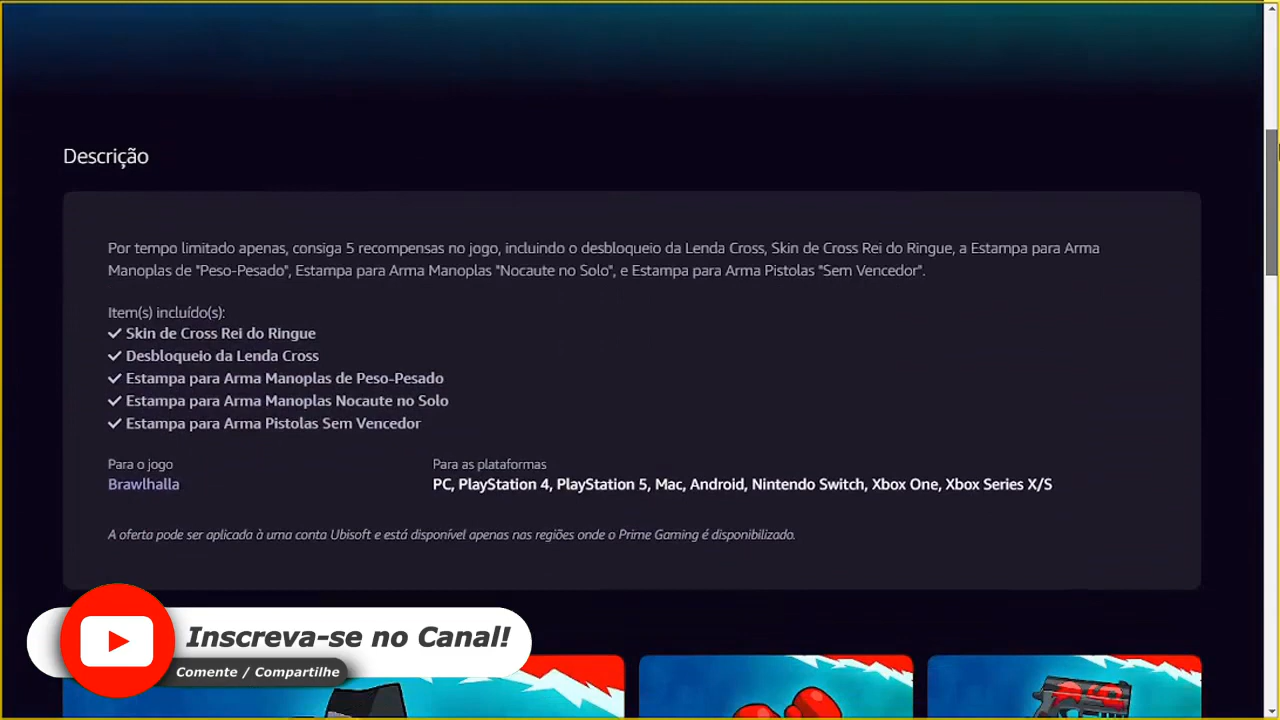 Descrição
Por tempo limitado apenas, consiga 5 recompensas no jogo, incluindo o desbloqueio da Lenda Cross, Skin de Cross Rei do Ringue, a Estampa para Arma
Manoplas de "Peso-Pesado", Estampa para Arma Manoplas "Nocaute no Solo", e Estampa para Arma Pistolas "Sem Vencedor".
Item(s) incluído(s):
✓ Skin de Cross Rei do Ringue
✓ Desbloqueio da Lenda Cross
✓ Estampa para Arma Manoplas de Peso-Pesado
✓ Estampa para Arma Manoplas Nocaute no Solo
✓ Estampa para Arma Pistolas Sem Vencedor
Para o jogo
Brawlhalla
Para as plataformas
PC, PlayStation 4, PlayStation 5, Mac, Android, Nintendo Switch, Xbox One, Xbox Series X/S
A oferta pode ser aplicada à uma conta Ubisoft e está disponível apenas nas regiões onde o Prime Gaming é disponibilizado.
Inscreva-se no Canal!
Comente / Compartilhe